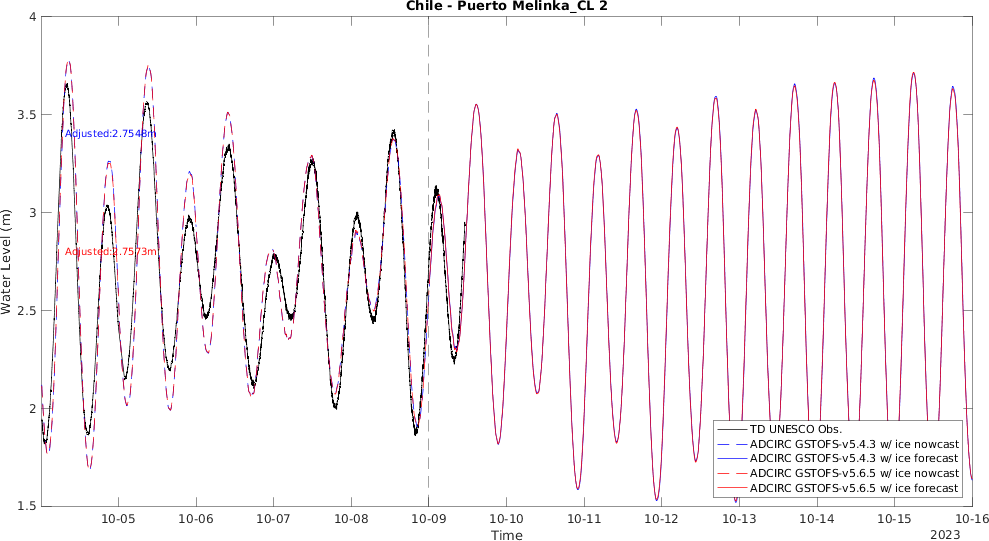 Chile - Puerto Melinka_CL 2
4
3.5
3
2.5
2
1.5
Water Level (m)
Adjusted:2.7548m
Adjusted:2.7573m
TD UNESCO Obs.
ADCIRC GSTOFS-v5.4.3 w/ ice nowcast
ADCIRC GSTOFS-v5.4.3 w/ ice forecast
ADCIRC GSTOFS-v5.6.5 w/ ice nowcast
ADCIRC GSTOFS-v5.6.5 w/ ice forecast
10-05 10-06 10-07 10-08 10-09 10-10 10-11 10-12 10-13 10-14 10-15 10-16
Time
2023